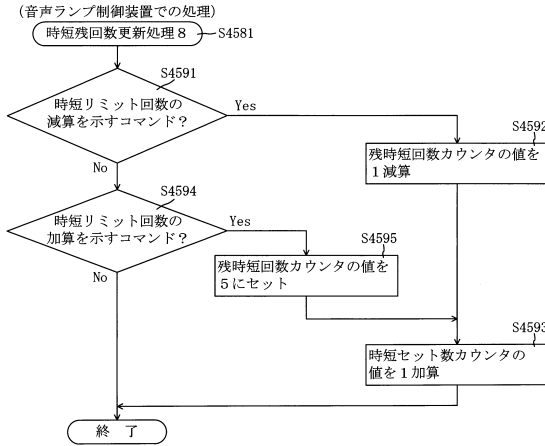 (音声ランプ制御装置での処理)
時短残回数更新処理８
S4581
S4591
時短リミット回数の
減算を示すコマンド？
Yes
No
S4592
残時短回数カウンタの値を
１減算
S4594
時短リミット回数の
加算を示すコマンド？
Yes
No
S4595
残時短回数カウンタの値を
５にセット
S4593
時短セット数カウンタの
値を１加算
終 了